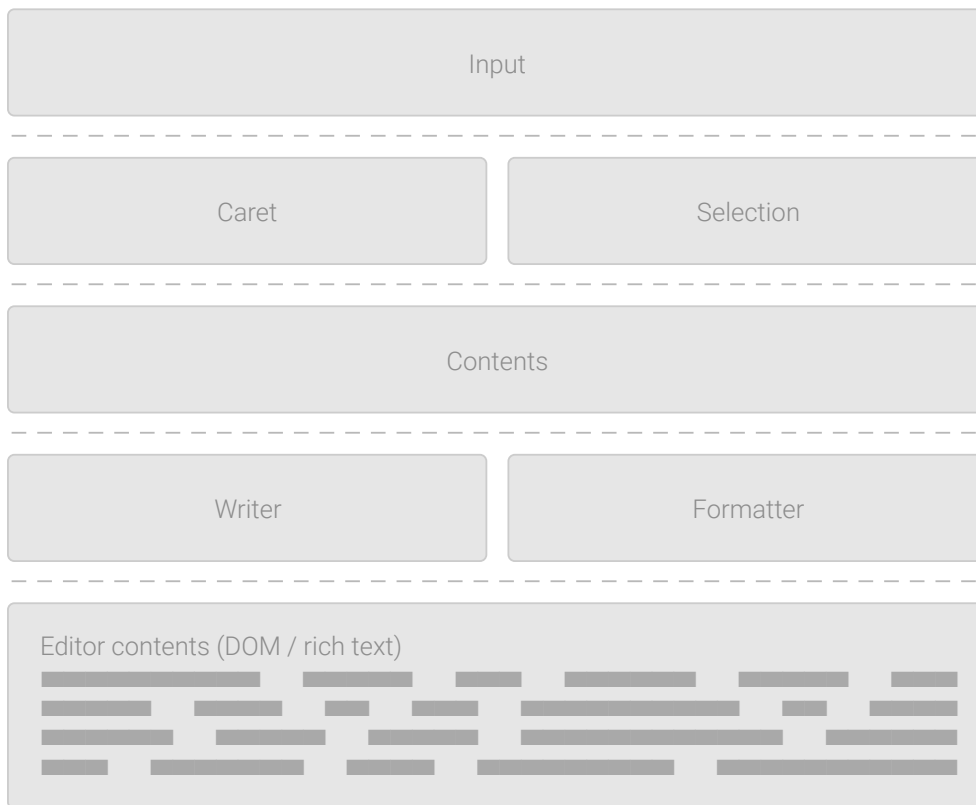 Input
Caret
Selection
Contents
Writer
Formatter
Editor contents (DOM / rich text)